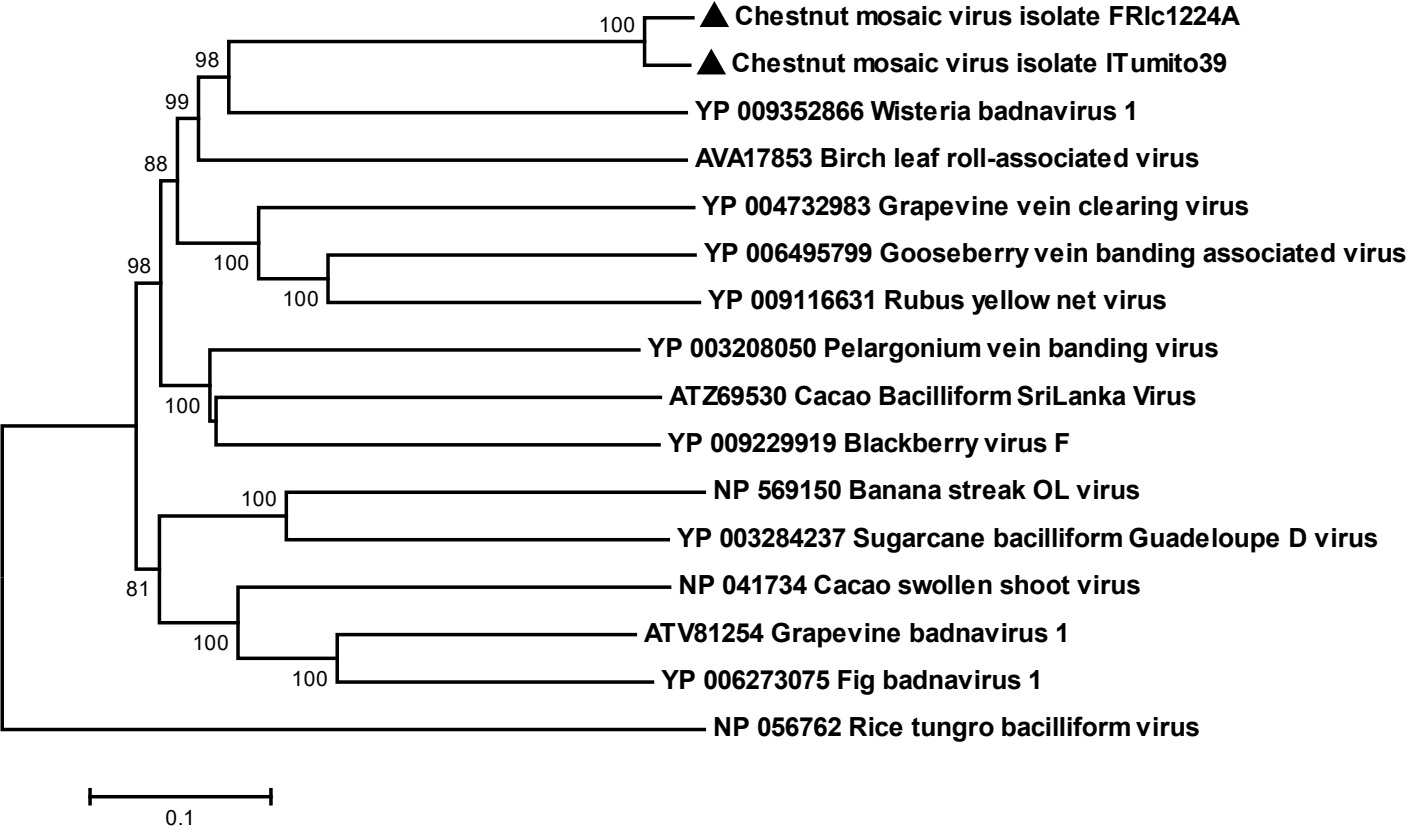 100
Chestnut mosaic virus isolate FRIc1224A
98
Chestnut mosaic virus isolate ITumito39
99
YP 009352866 Wisteria badnavirus 1
88
AVA17853 Birch leaf roll-associated virus
YP 004732983 Grapevine vein clearing virus
100
YP 006495799 Gooseberry vein banding associated virus
98
100
YP 009116631 Rubus yellow net virus
YP 003208050 Pelargonium vein banding virus
100
ATZ69530 Cacao Bacilliform SriLanka Virus
YP 009229919 Blackberry virus F
100
NP 569150 Banana streak OL virus
YP 003284237 Sugarcane bacilliform Guadeloupe D virus
81
NP 041734 Cacao swollen shoot virus
100
ATV81254 Grapevine badnavirus 1
100
YP 006273075 Fig badnavirus 1
NP 056762 Rice tungro bacilliform virus
0.1